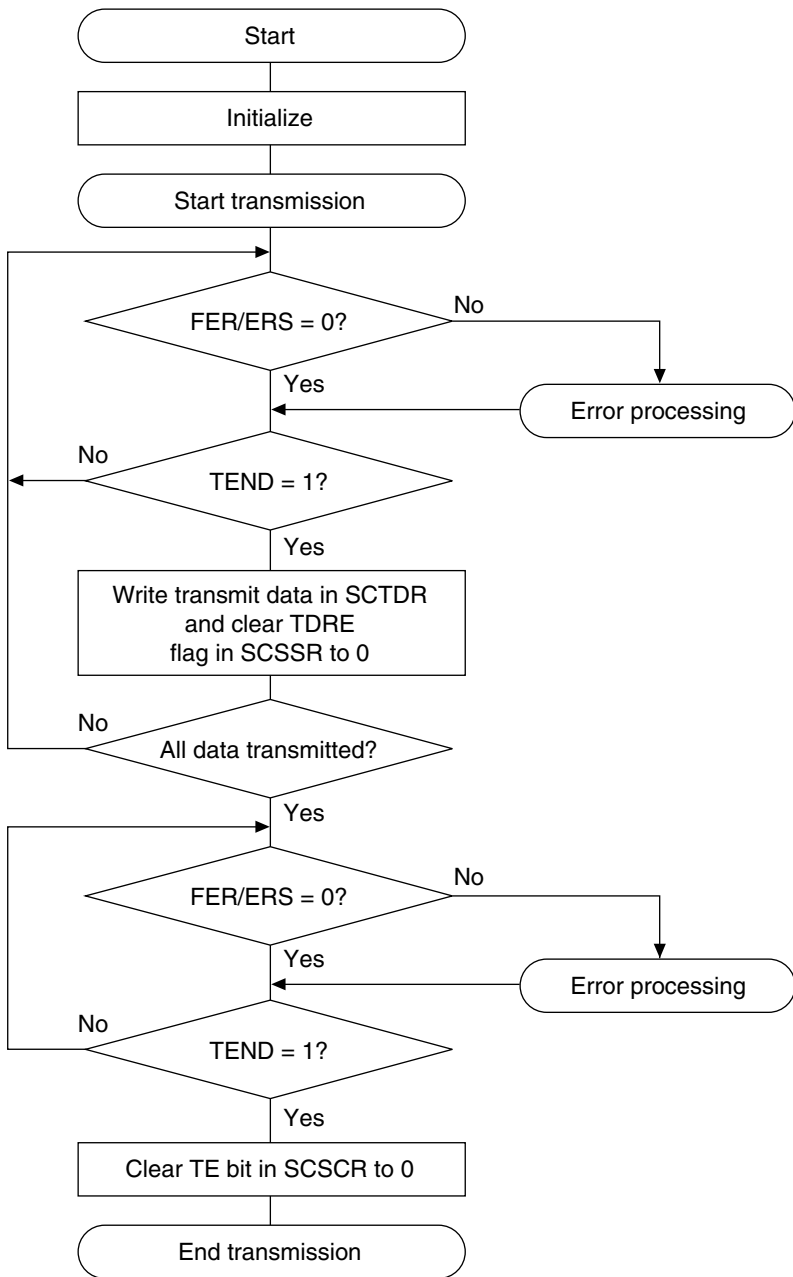 Start
Initialize
Start transmission
FER/ERS = 0?
No
Yes
Error processing
No
TEND = 1?
Yes
Write transmit data in SCTDR
and clear TDRE
flag in SCSSR to 0
No
All data transmitted?
Yes
FER/ERS = 0?
No
Yes
Error processing
No
TEND = 1?
Yes
Clear TE bit in SCSCR to 0
End transmission